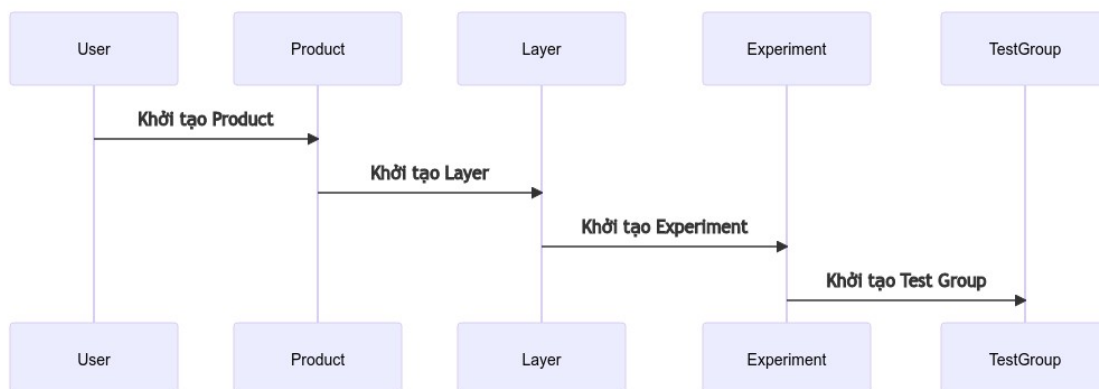 User Product Layer Experiment TestGroup
Khởi tạo Product
Khởi tạo Layer
Khởi tạo Experiment
Khởi tạo Test Group
User Product Layer Experiment TestGroup